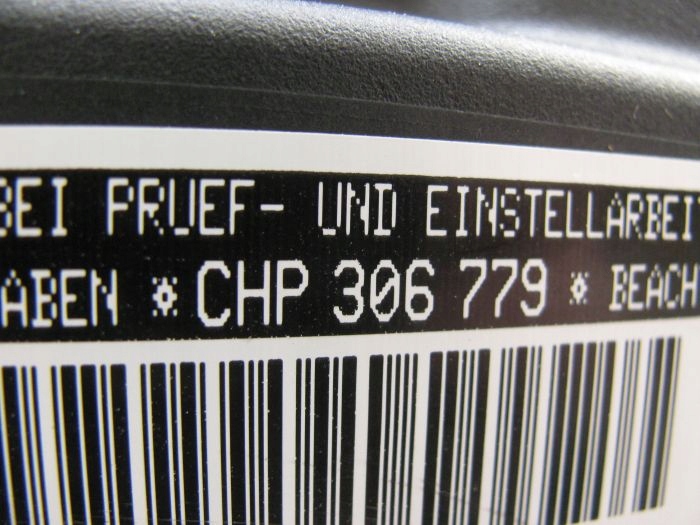 BEI PRUEF- UND EINSTELLARBEIT
ABEN * CHP 306 779 * BEACH